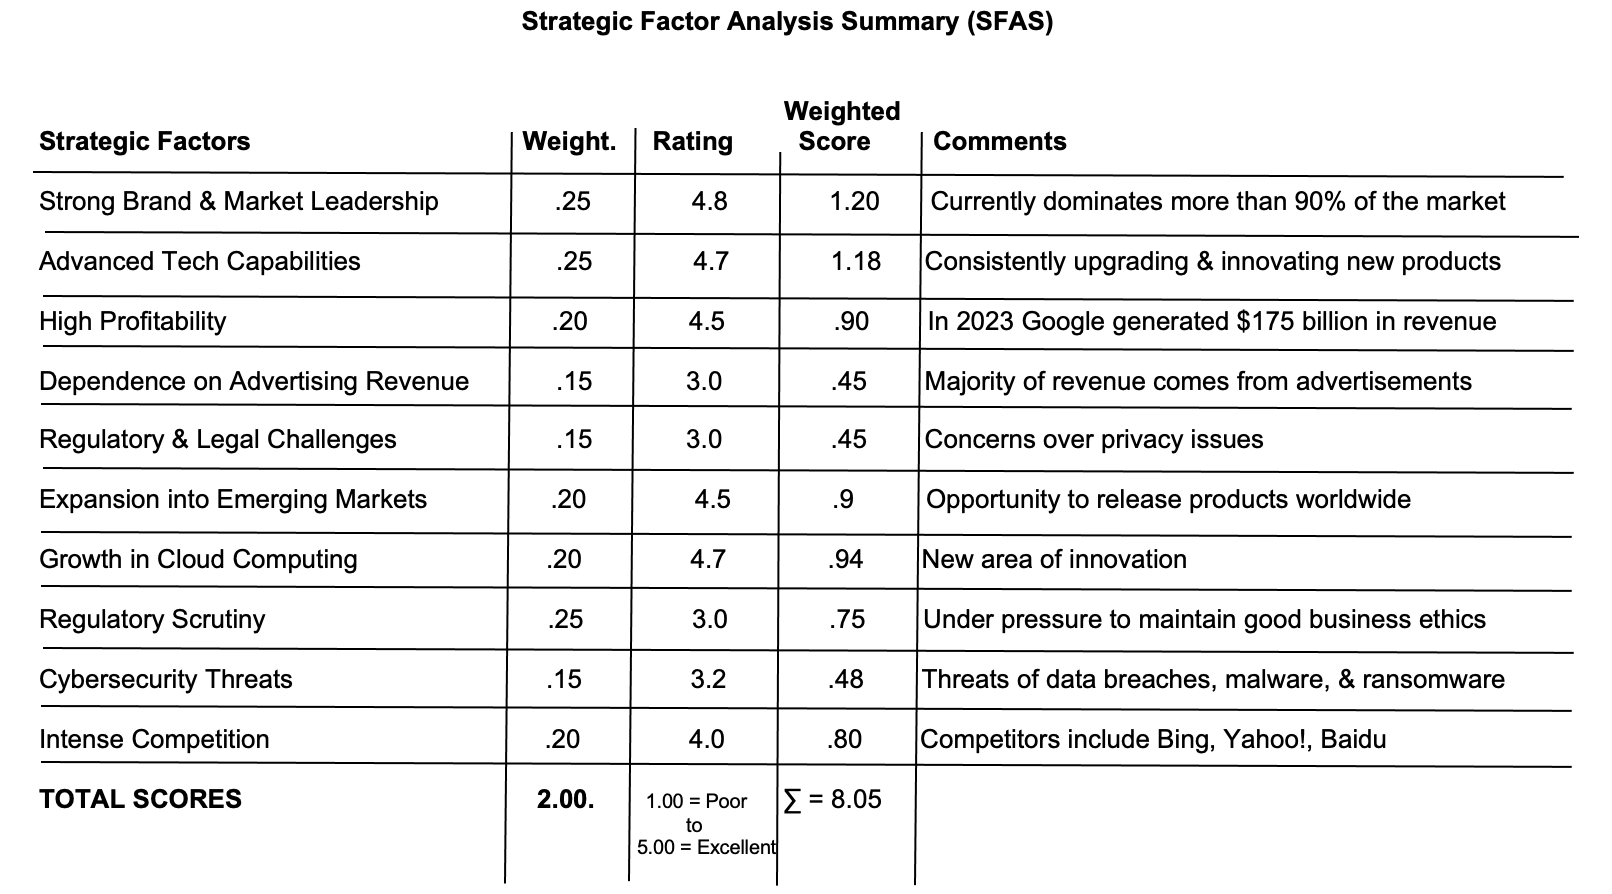 Strategic Factor Analysis Summary (SFAS)
Strategic Factors Weight. Rating Weighted Score Comments
Strong Brand & Market Leadership .25 4.8 1.20 Currently dominates more than 90% of the market
Advanced Tech Capabilities .25 4.7 1.18 Consistently upgrading & innovating new products
High Profitability .20 4.5 .90 In 2023 Google generated $175 billion in revenue
Dependence on Advertising Revenue .15 3.0 .45 Majority of revenue comes from advertisements
Regulatory & Legal Challenges .15 3.0 .45 Concerns over privacy issues
Expansion into Emerging Markets .20 4.5 .9 Opportunity to release products worldwide
Growth in Cloud Computing .20 4.7 .94 New area of innovation
Regulatory Scrutiny .25 3.0 .75 Under pressure to maintain good business ethics
Cybersecurity Threats .15 3.2 .48 Threats of data breaches, malware, & ransomware
Intense Competition .20 4.0 .80 Competitors include Bing, Yahoo!, Baidu
TOTAL SCORES 2.00. 1.00 = Poor ∑ = 8.05
to
5.00 = Excellent